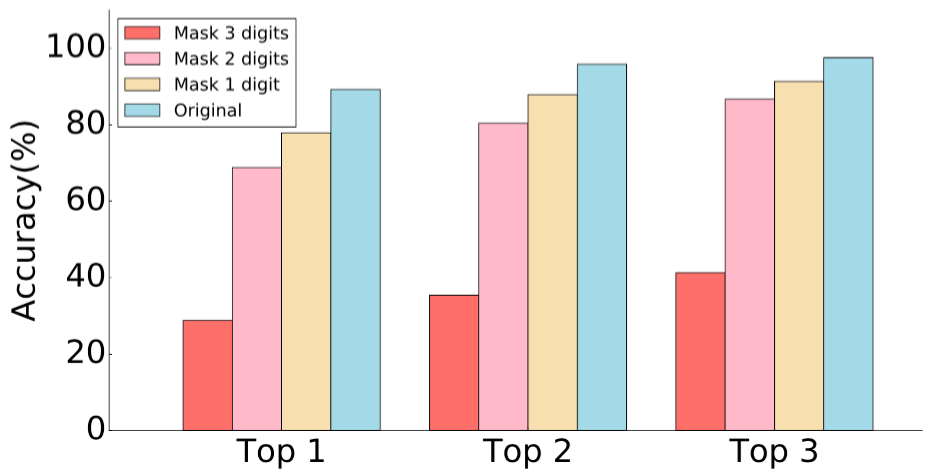 Mask 3 digits
Mask 2 digits
Mask 1 digit
Original
Accuracy(%)
100
80
60
40
20
0
Top 1
Top 2
Top 3